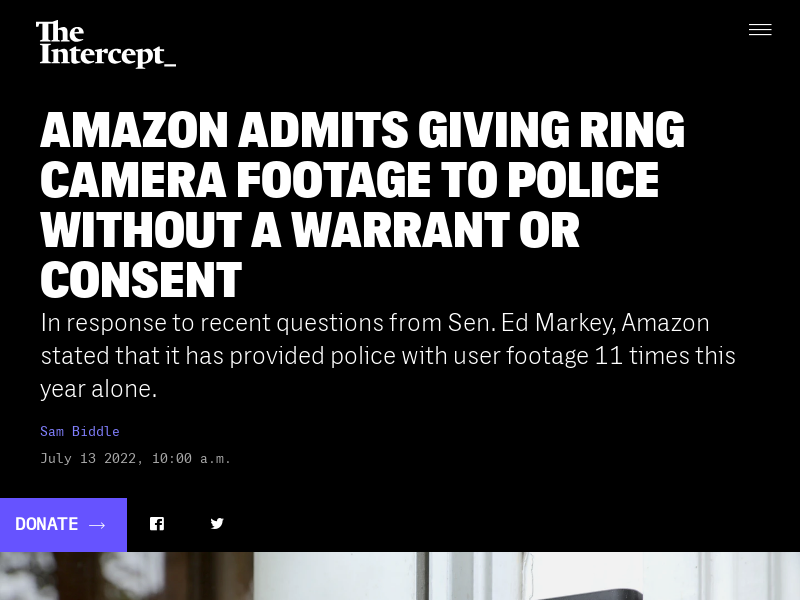 The
Intercept_
AMAZON ADMITS GIVING RING
CAMERA FOOTAGE TO POLICE
WITHOUT A WARRANT OR
CONSENT
In response to recent questions from Sen. Ed Markey, Amazon
stated that it has provided police with user footage 11 times this
year alone.
Sam Biddle
July 13 2022, 10:00 a.m.
DONATE →